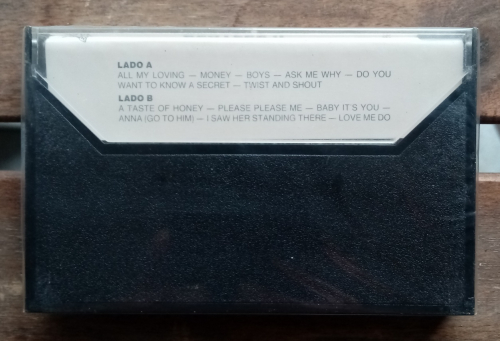 LADO A
ALL MY LOVING — MONEY — BOYS — ASK ME WHY — DO YOU
WANT TO KNOW A SECRET — TWIST AND SHOUT
LADO B
A TASTE OF HONEY — PLEASE PLEASE ME — BABY IT'S YOU —
ANNA (GO TO HIM) — I SAW HER STANDING THERE — LOVE ME DO